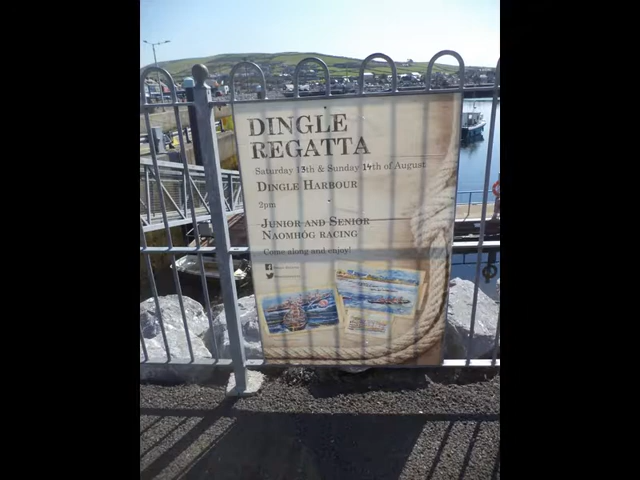 DINGLE
REGATTA
Saturday 13th & Sunday 14th of August
DINGLE HARBOUR
2pm
JUNIOR AND SENIOR
NAOMHÓG RACING
Come along and enjoy!